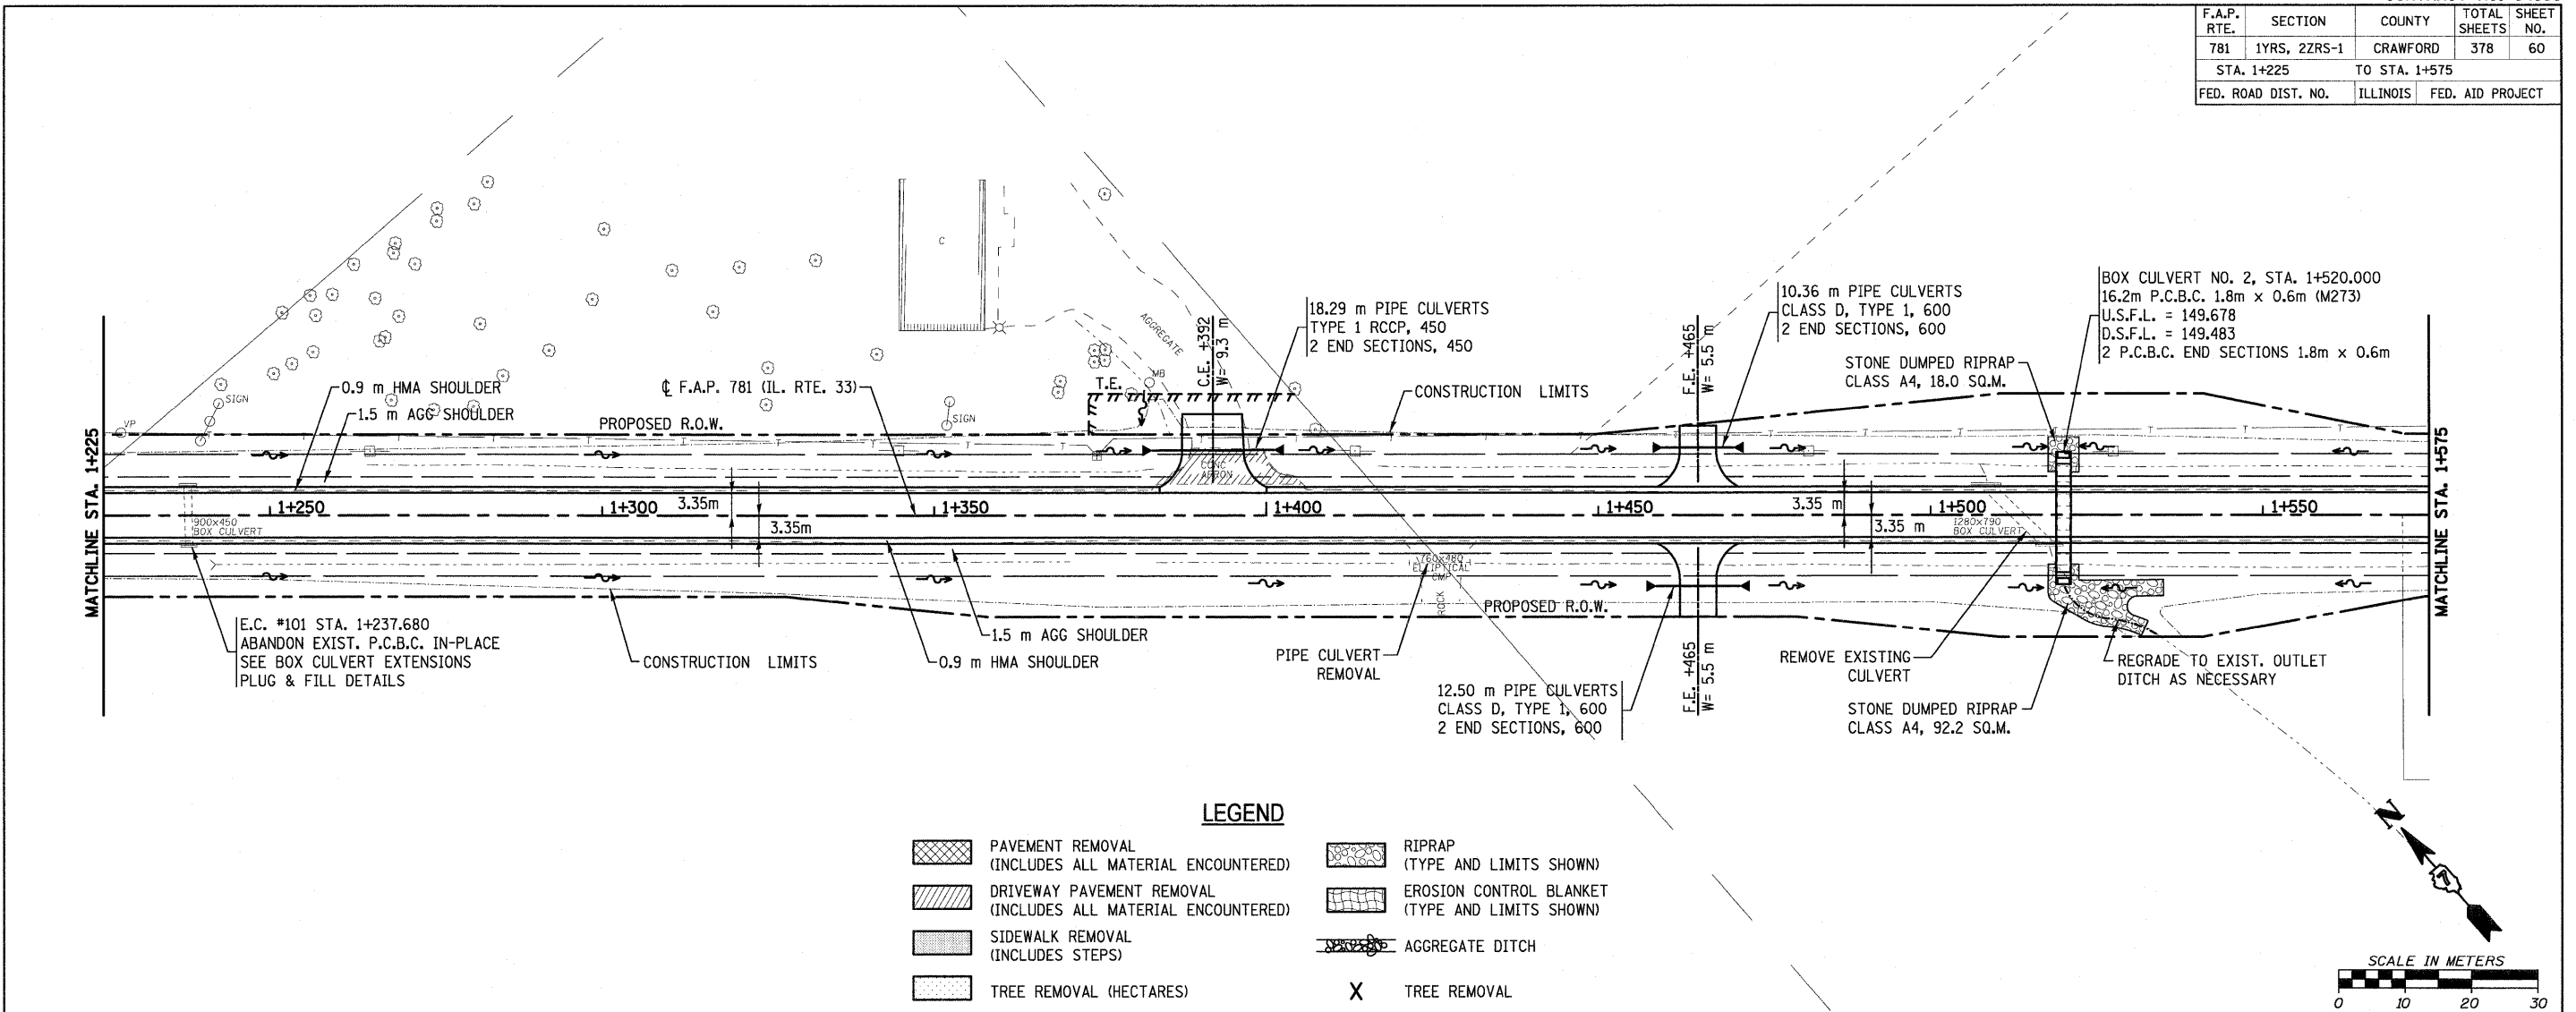 F.A.P. RTE. SECTION COUNTY TOTAL SHEETS SHEET NO.
781 1YRS, 2ZRS-1 CRAWFORD 378 60
STA. 1+225 TO STA. 1+575
FED. ROAD DIST. NO. ILLINOIS FED. AID PROJECT
C
AGGREGATE
C.E. +392
W= 9.3 m
18.29 m PIPE CULVERTS
TYPE 1 RCCP, 450
2 END SECTIONS, 450
F.E. +465
W= 5.5 m
10.36 m PIPE CULVERTS
CLASS D, TYPE 1, 600
2 END SECTIONS, 600
BOX CULVERT NO. 2, STA. 1+520.000
16.2m P.C.B.C. 1.8m x 0.6m (M273)
U.S.F.L. = 149.678
D.S.F.L. = 149.483
2 P.C.B.C. END SECTIONS 1.8m x 0.6m
STONE DUMPED RIPRAP
CLASS A4, 18.0 SQ.M.
0.9 m HMA SHOULDER
1.5 m AGG SHOULDER
SIGN
VP
℄ F.A.P. 781 (IL. RTE. 33)
PROPOSED R.O.W.
SIGN
T.E.
MB
CONSTRUCTION LIMITS
CONC
APRON
MATCHLINE STA. 1+225
MATCHLINE STA. 1+575
1+250
1+300
3.35m
3.35m
1+350
1+400
1+450
3.35 m
3.35 m
1+500
1+550
900x450
BOX CULVERT
1280x790
BOX CULVERT
760x480
ELLIPTICAL
CMP
ROCK
PROPOSED R.O.W.
E.C. #101 STA. 1+237.680
ABANDON EXIST. P.C.B.C. IN-PLACE
SEE BOX CULVERT EXTENSIONS
PLUG & FILL DETAILS
CONSTRUCTION LIMITS
1.5 m AGG SHOULDER
0.9 m HMA SHOULDER
PIPE CULVERT
REMOVAL
12.50 m PIPE CULVERTS
CLASS D, TYPE 1, 600
2 END SECTIONS, 600
F.E. +465
W= 5.5 m
REMOVE EXISTING
CULVERT
STONE DUMPED RIPRAP
CLASS A4, 92.2 SQ.M.
REGRADE TO EXIST. OUTLET
DITCH AS NECESSARY
LEGEND
PAVEMENT REMOVAL
(INCLUDES ALL MATERIAL ENCOUNTERED)
DRIVEWAY PAVEMENT REMOVAL
(INCLUDES ALL MATERIAL ENCOUNTERED)
SIDEWALK REMOVAL
(INCLUDES STEPS)
TREE REMOVAL (HECTARES)
RIPRAP
(TYPE AND LIMITS SHOWN)
EROSION CONTROL BLANKET
(TYPE AND LIMITS SHOWN)
AGGREGATE DITCH
X TREE REMOVAL
N
7
SCALE IN METERS
0 10 20 30